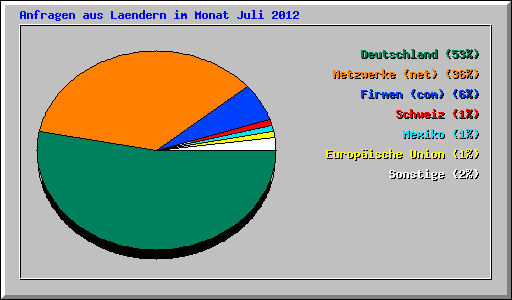 Anfragen aus Laendern im Monat Juli 2012
Deutschland (53%)
Netzwerke (net) (36%)
Firmen (com) (6%)
Schweiz (1%)
Mexiko (1%)
Europäische Union (1%)
Sonstige (2%)